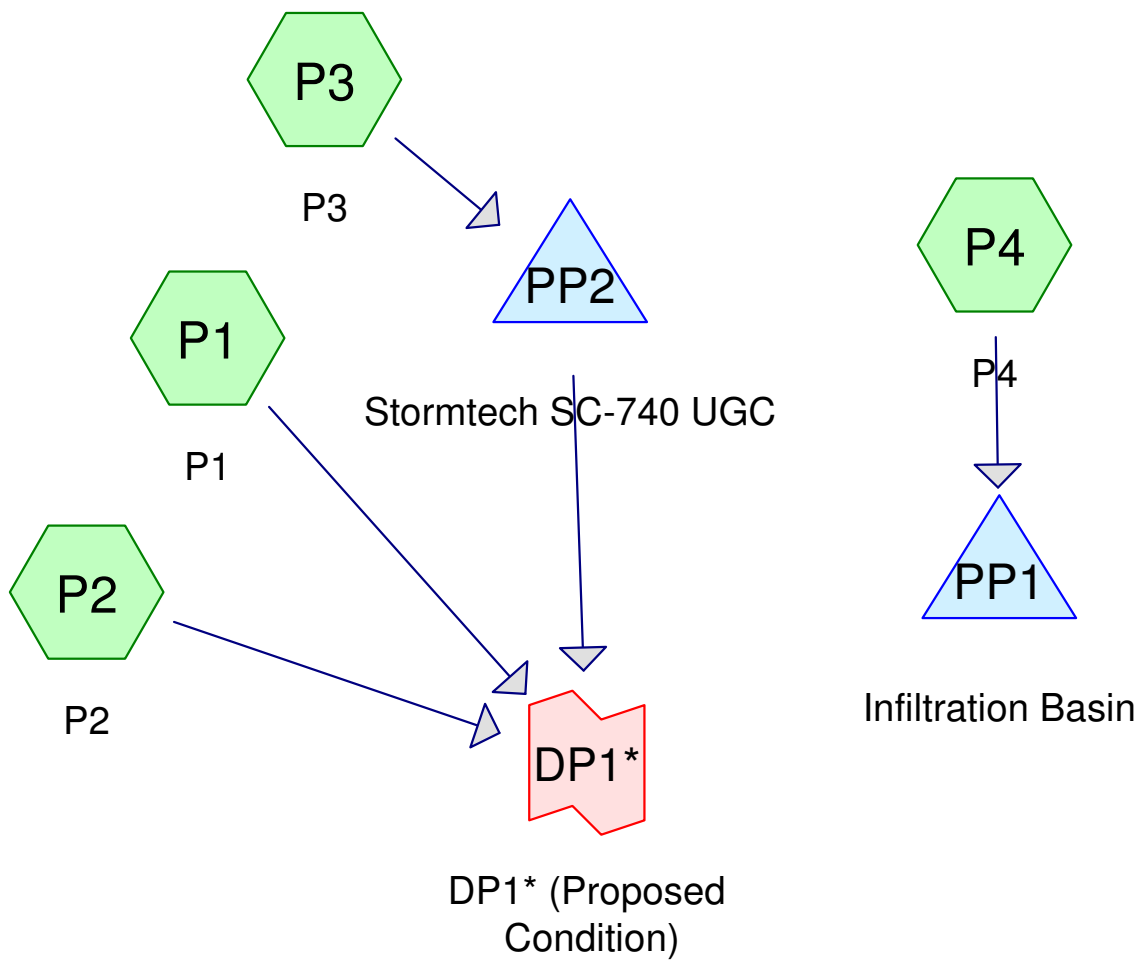 P3
P3
P4
P4
PP2
P1
P1
Stormtech SC-740 UGC
P2
P2
PP1
Infiltration Basin
DP1*
DP1* (Proposed
Condition)